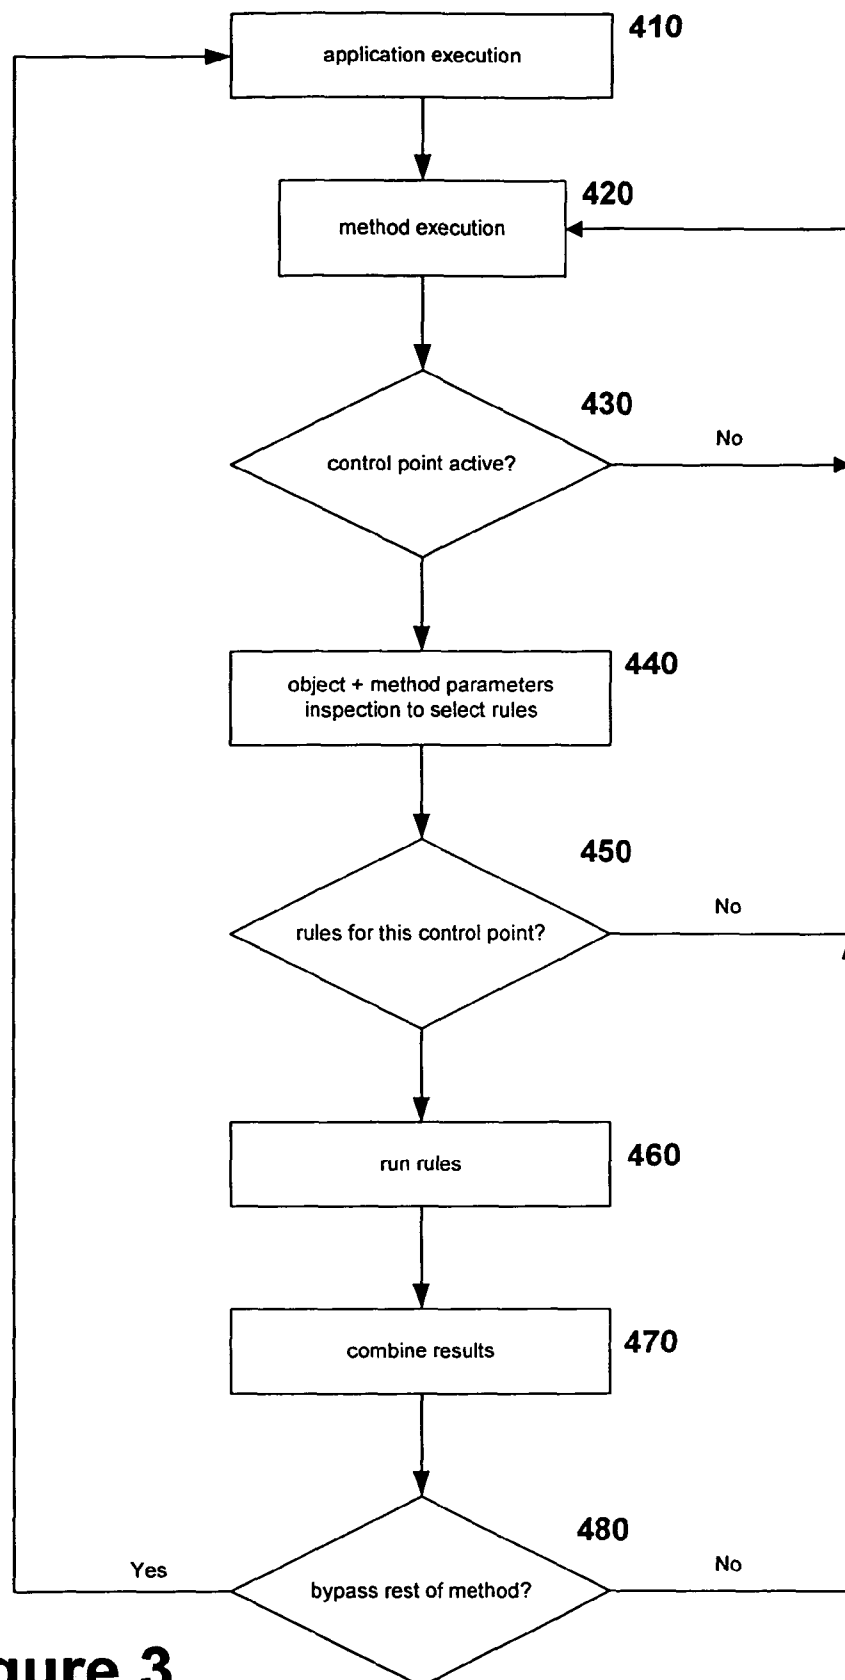 410
application execution
420
method execution
430
control point active?
No
440
object + method parameters
inspection to select rules
450
rules for this control point?
No
460
run rules
470
combine results
480
Yes
bypass rest of method?
No
gure 3